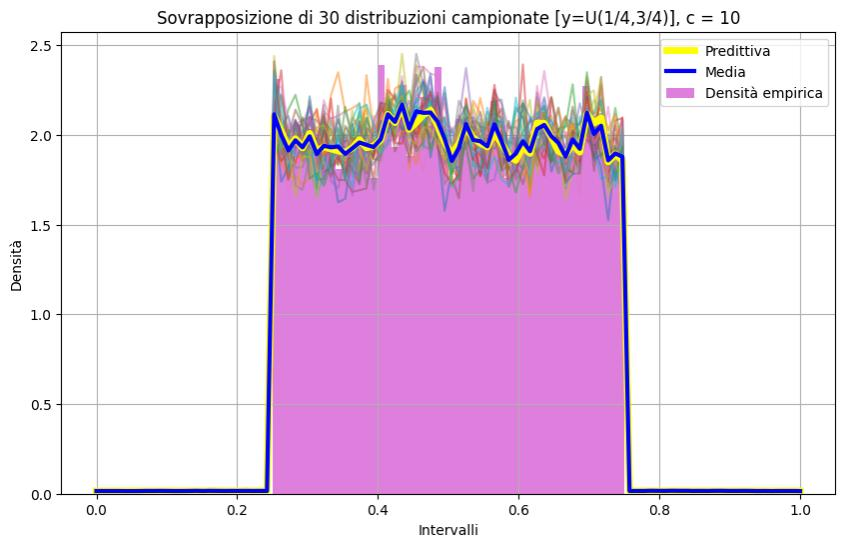 Sovrapposizione di 30 distribuzioni campionate [y=U(1/4,3/4)], c = 10
Predittiva
Media
Densità empirica
Densità
2.5
2.0
1.5
1.0
0.5
0.0
0.0 0.2 0.4 0.6 0.8 1.0
Intervalli